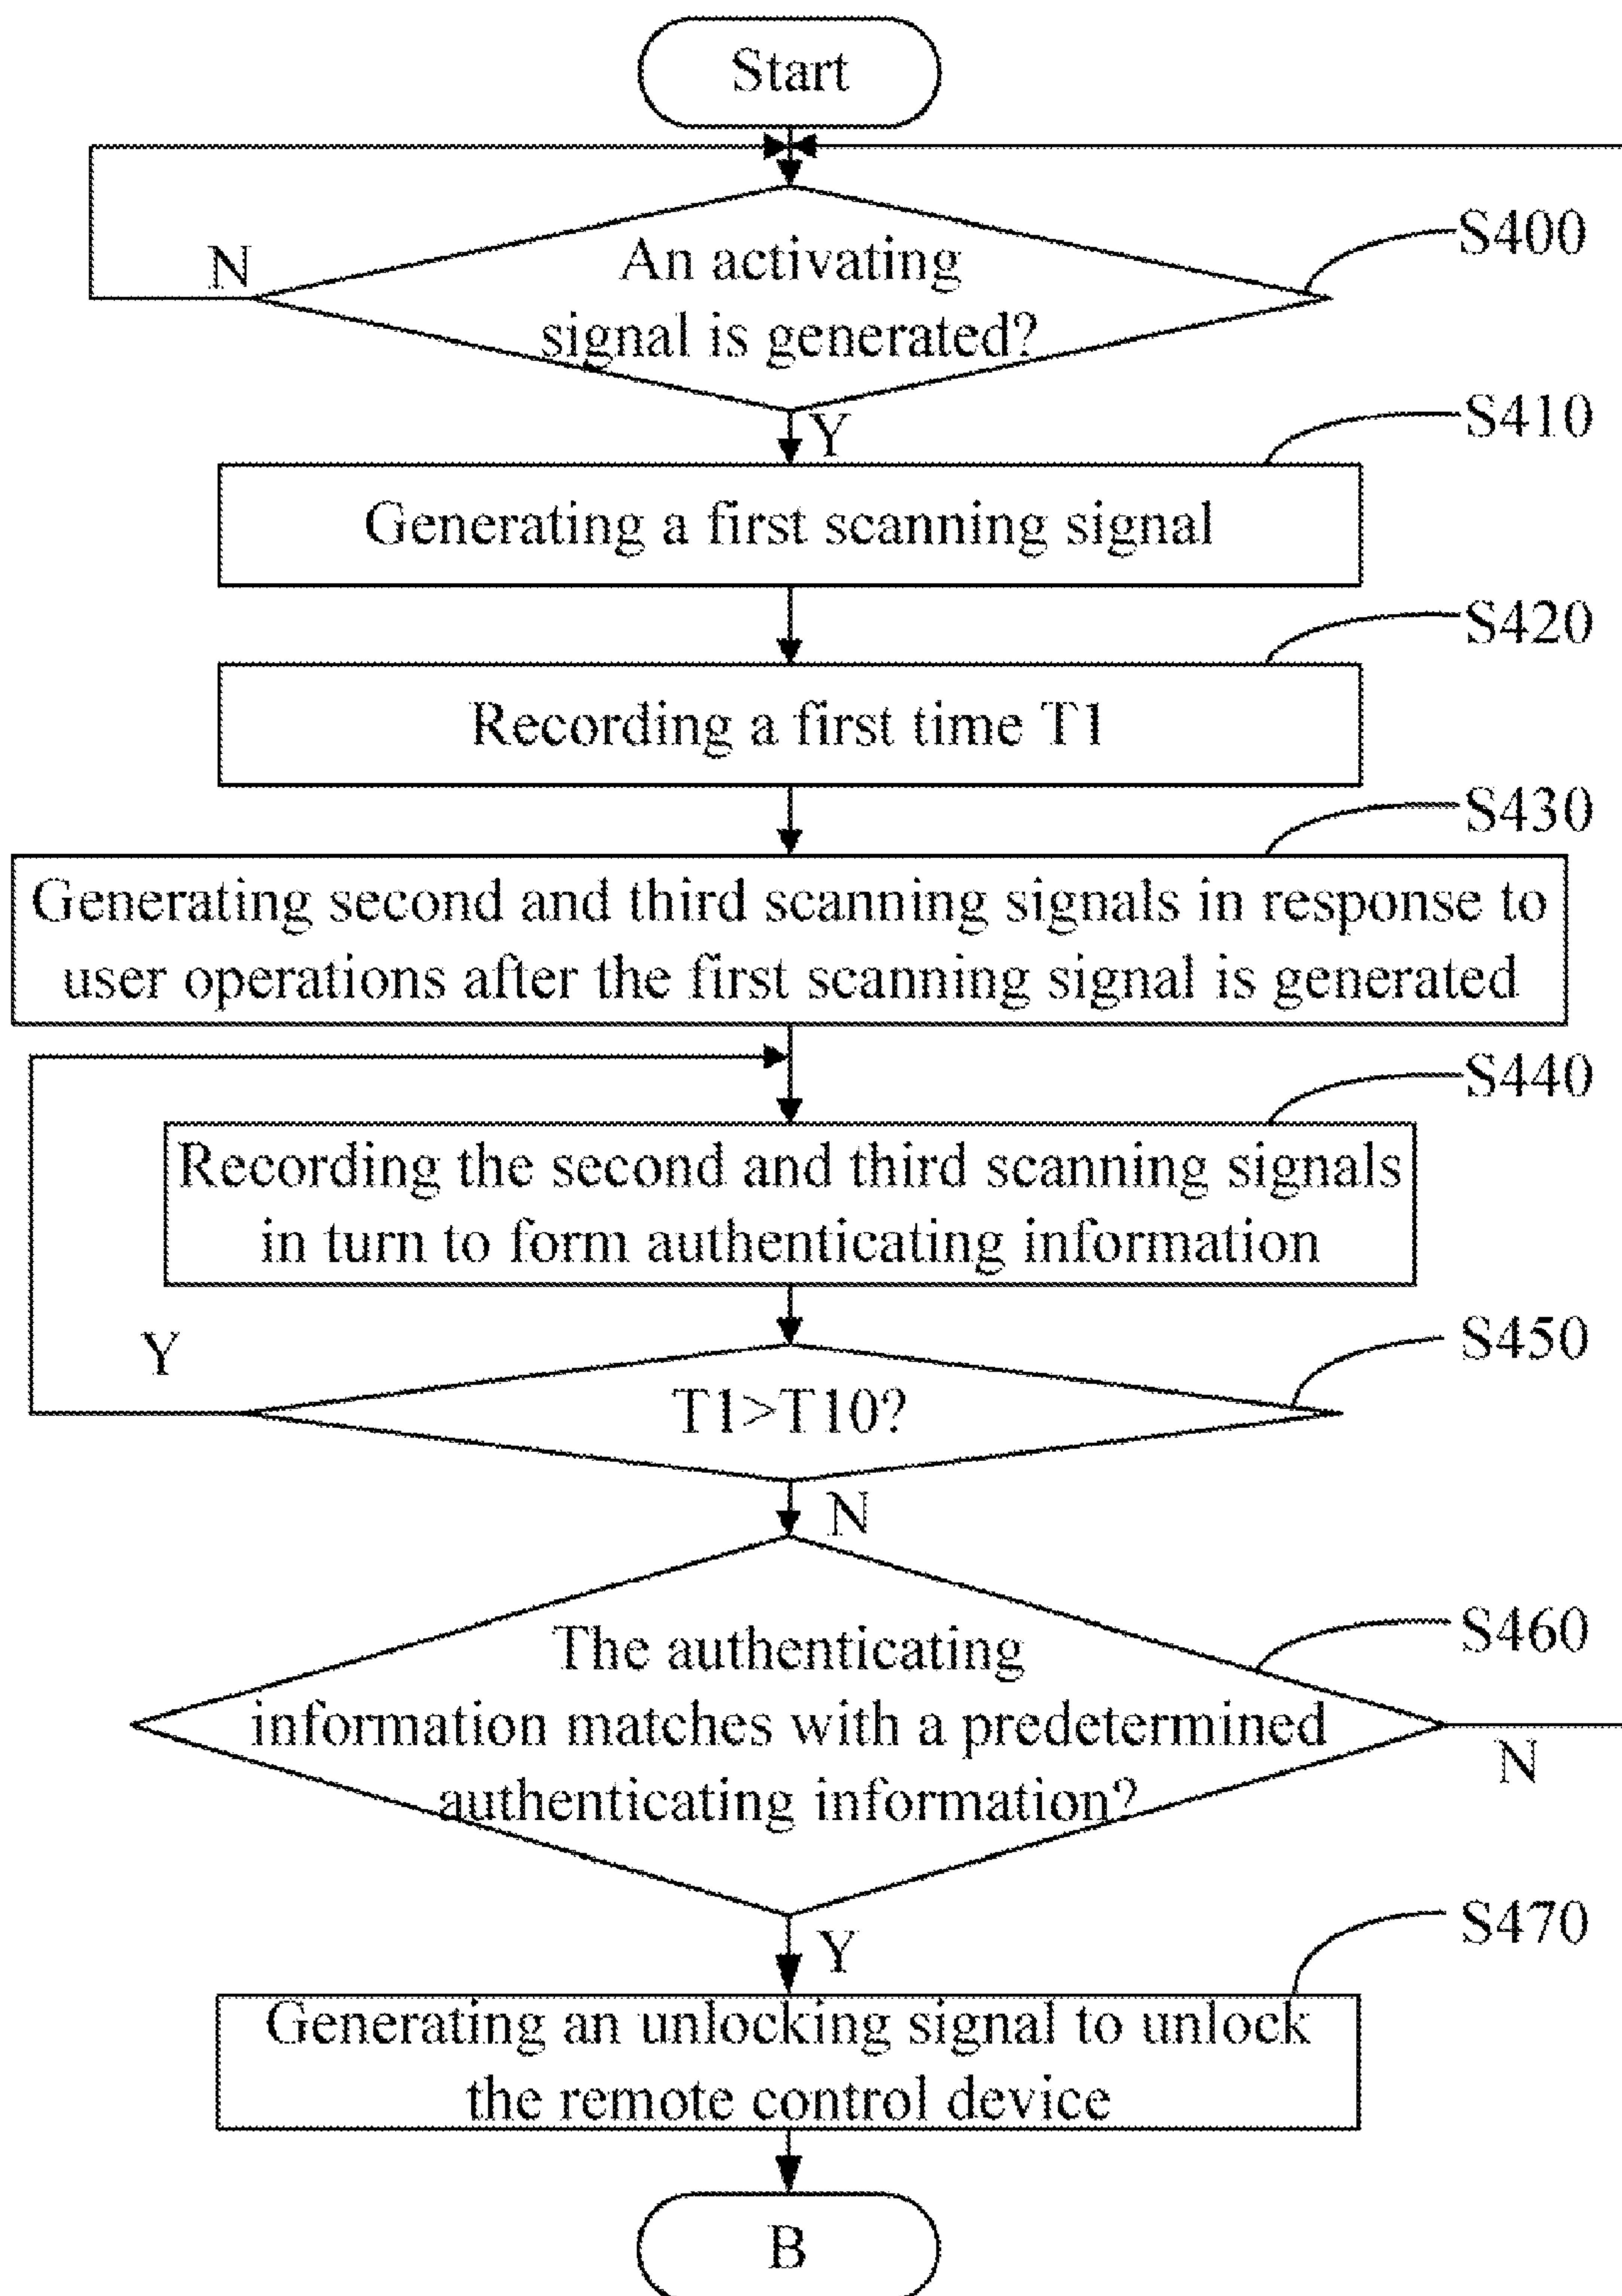 Start
S400
N
An activating
signal is generated?
Y
S410
Generating a first scanning signal
S420
Recording a first time T1
S430
Generating second and third scanning signals in response to
user operations after the first scanning signal is generated
S440
Recording the second and third scanning signals
in turn to form authenticating information
Y
S450
T1>T10?
N
S460
The authenticating
information matches with a predetermined
authenticating information?
N
Y
S470
Generating an unlocking signal to unlock
the remote control device
B